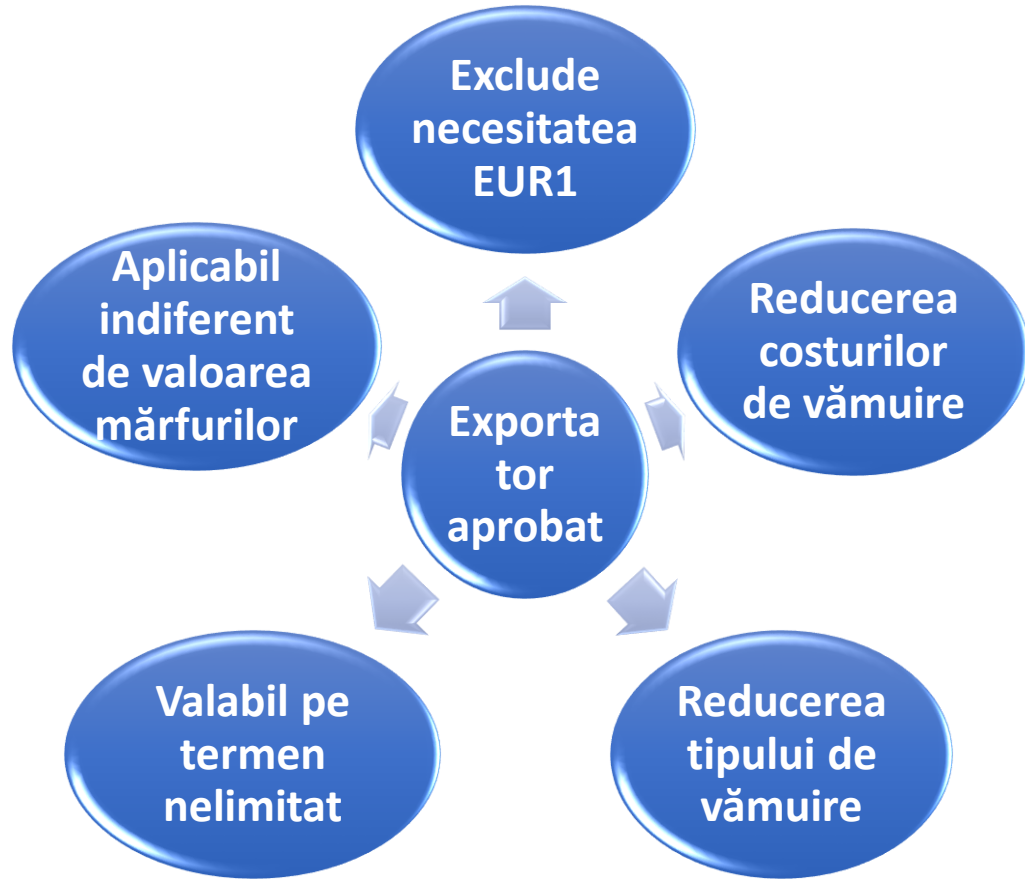 Exclude
necesitatea
EUR1
Aplicabil
indiferent
de valoarea
mărfurilor
Reducerea
costurilor
de vămuire
Exporta
tor
aprobat
Valabil pe
termen
nelimitat
Reducerea
tipului de
vămuire